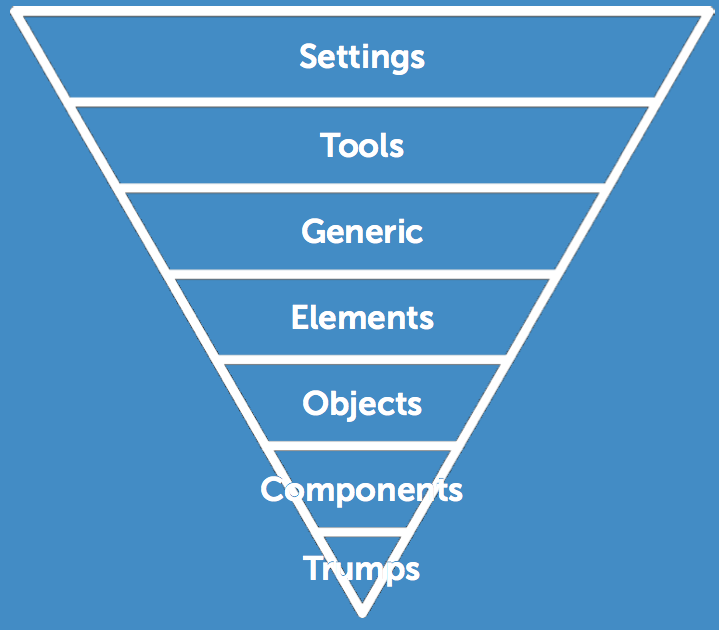 Settings
Tools
Generic
Elements
Objects
Components
Trumps